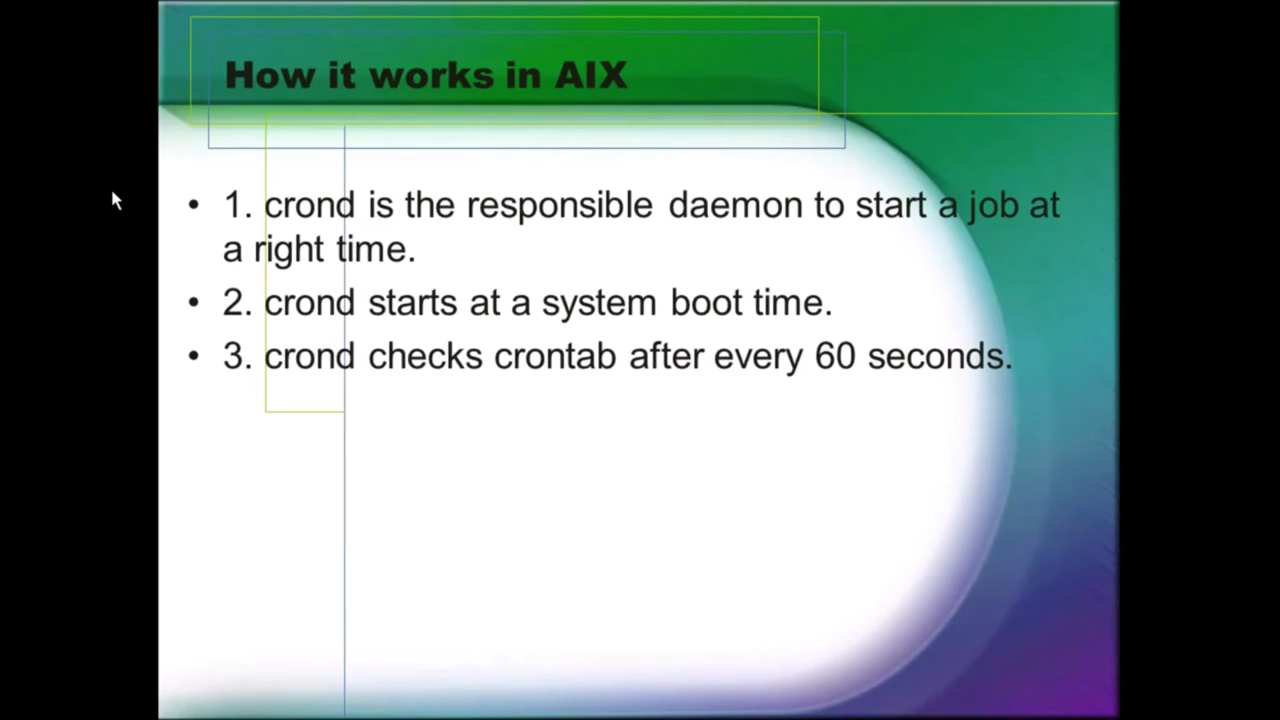 How it works in AIX
• 1. crond is the responsible daemon to start a job at
a right time.
• 2. crond starts at a system boot time.
• 3. crond checks crontab after every 60 seconds.